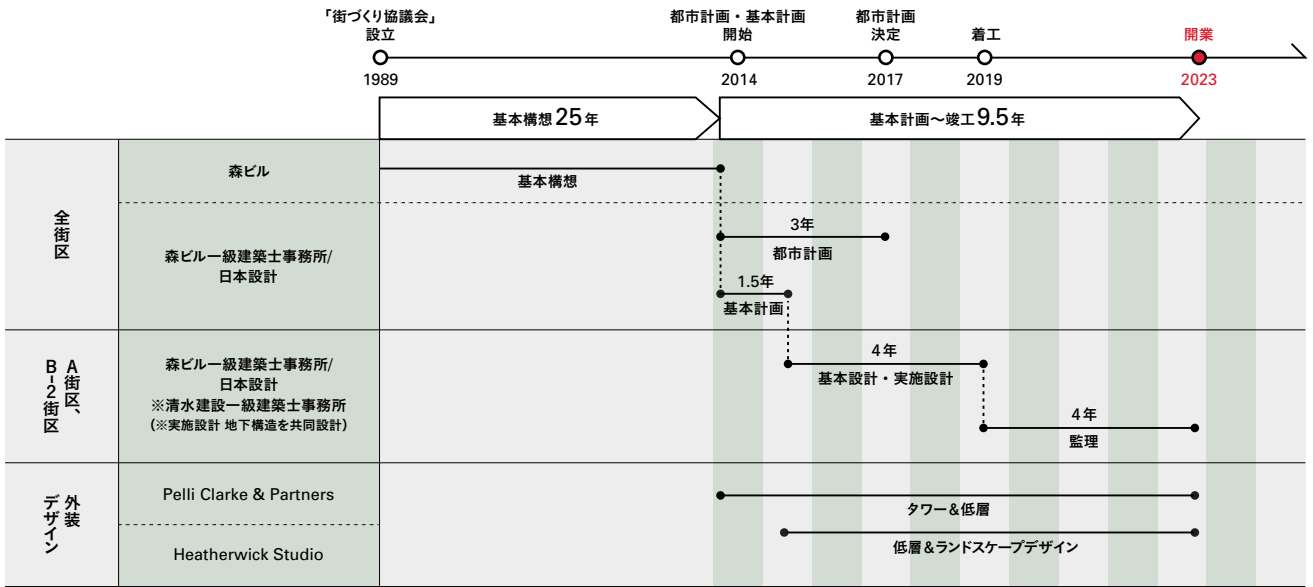 「街づくり協議会」
設立
都市計画・基本計画
開始
都市計画
決定
着工
開業
1989
2014
2017
2019
2023
基本構想25年
基本計画〜竣工9.5年
全街区
森ビル
基本構想
森ビル一級建築士事務所/
日本設計
3年
都市計画
1.5年
基本計画
A街区、
B-2街区
森ビル一級建築士事務所/
日本設計
※清水建設一級建築士事務所
(※実施設計 地下構造を共同設計)
4年
基本設計・実施設計
4年
監理
外装
デザイン
Pelli Clarke & Partners
タワー&低層
Heatherwick Studio
低層&ランドスケープデザイン